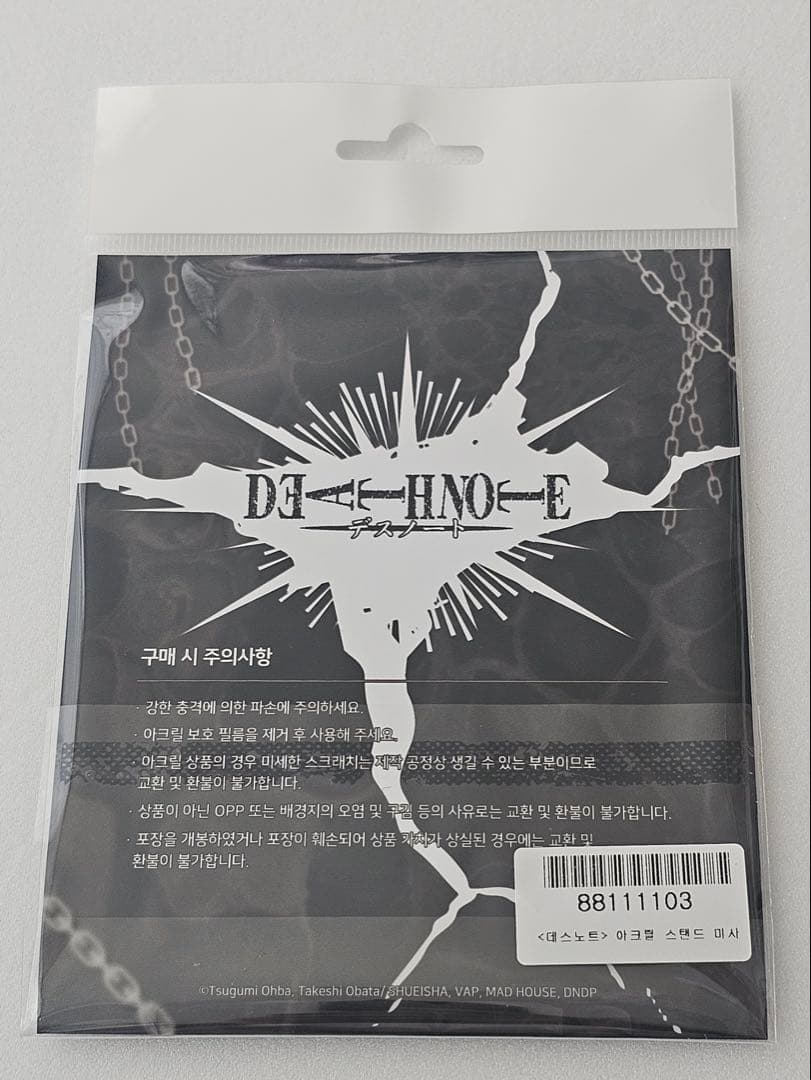 DEATH NOTE
デスノート
구매 시 주의사항
· 강한 충격에 의한 파손에 주의하세요.
· 아크릴 보호 필름을 제거 후 사용해 주세요.
· 아크릴 상품의 경우 미세한 스크래치는 제작 공정상 생길 수 있는 부분이므로
교환 및 환불이 불가합니다.
· 상품이 아닌 OPP 또는 배경지의 오염 및 구김 등의 사유로는 교환 및 환불이 불가합니다.
· 포장을 개봉하였거나 포장이 훼손되어 상품 가치가 상실된 경우에는 교환 및
환불이 불가합니다.
88111103
<데스노트> 아크릴 스탠드 미사
©Tsugumi Ohba, Takeshi Obata/SHUEISHA, VAP, MAD HOUSE, DNDP